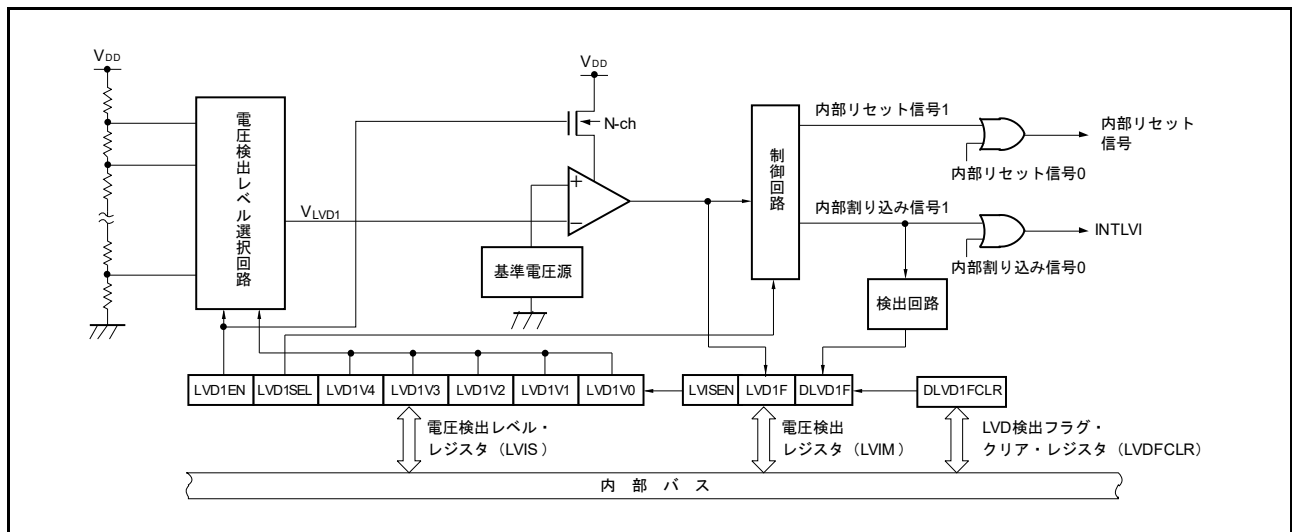 VDD
電圧検出レベル選択回路
VLVD1
VDD
N-ch
+
−
基準電圧源
制御回路
内部リセット信号1
内部リセット信号0
内部リセット
信号
内部割り込み信号1
内部割り込み信号0
INTLVI
検出回路
LVD1EN
LVD1SEL
LVD1V4
LVD1V3
LVD1V2
LVD1V1
LVD1V0
LVISEN
LVD1F
DLVD1F
DLVD1FCLR
電圧検出レベル・
レジスタ（LVIS）
電圧検出
レジスタ（LVIM）
LVD検出フラグ・
クリア・レジスタ（LVDFCLR）
内 部 バ ス